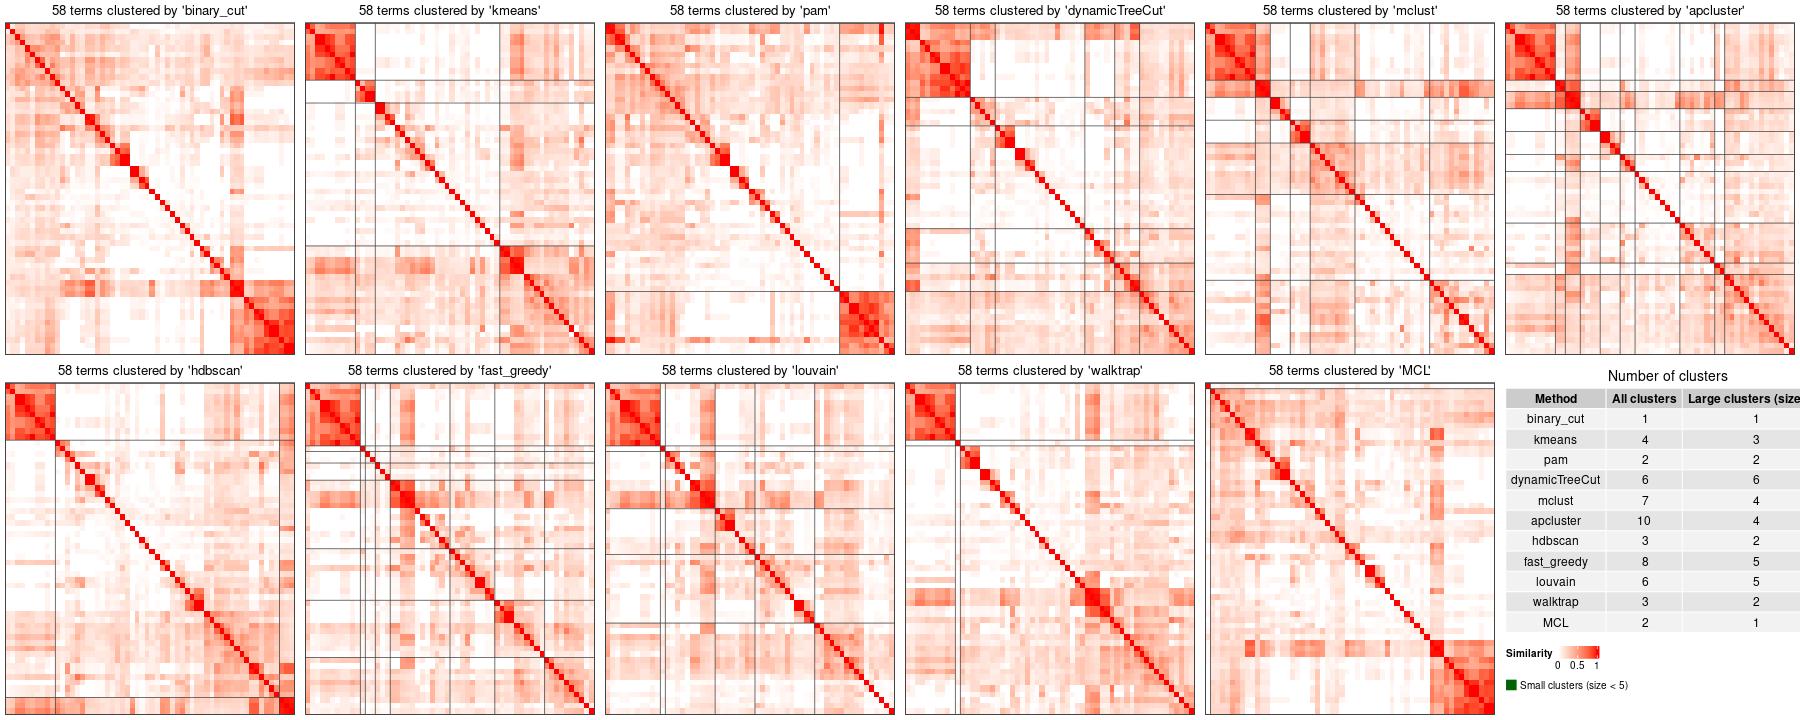 58 terms clustered by 'binary_cut'
58 terms clustered by 'kmeans'
58 terms clustered by 'pam'
58 terms clustered by 'dynamicTreeCut'
58 terms clustered by 'mclust'
58 terms clustered by 'apcluster'
58 terms clustered by 'hdbscan'
58 terms clustered by 'fast_greedy'
58 terms clustered by 'louvain'
58 terms clustered by 'walktrap'
58 terms clustered by 'MCL'
Number of clusters
Method All clusters Large clusters (size
binary_cut 1 1
kmeans 4 3
pam 2 2
dynamicTreeCut 6 6
mclust 7 4
apcluster 10 4
hdbscan 3 2
fast_greedy 8 5
louvain 6 5
walktrap 3 2
MCL 2 1
Similarity
0 0.5 1
Small clusters (size < 5)